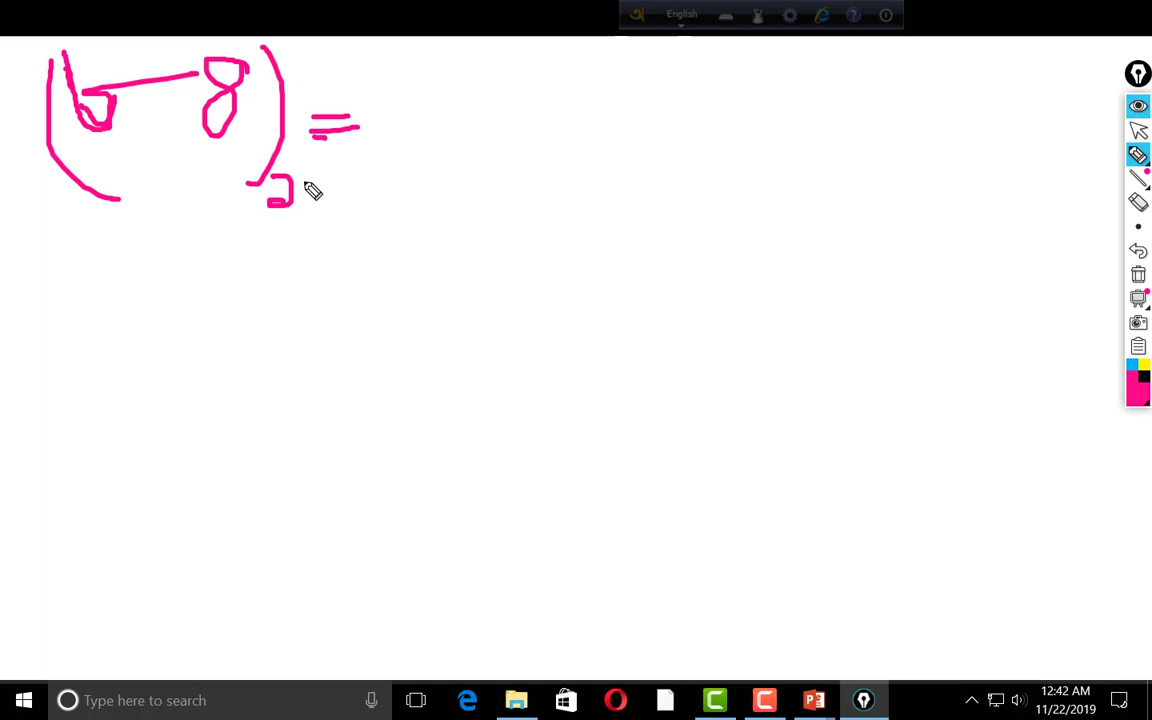 English
(6 - 8)₂ =
Type here to search
12:42 AM
11/22/2019